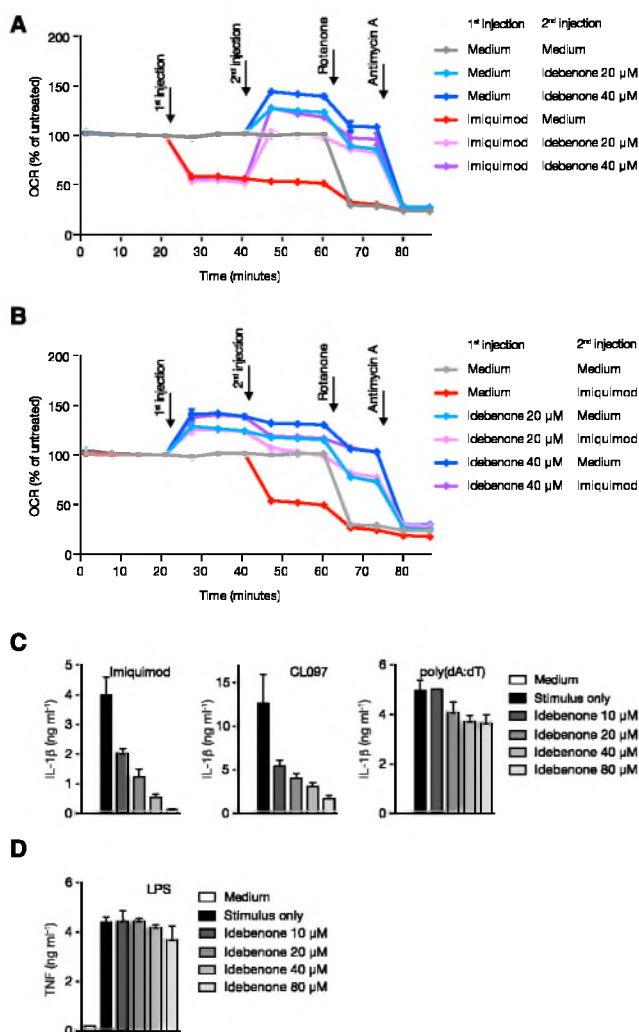 A
1st injection 2nd injection
Medium Medium
Medium Idebenone 20 μM
Medium Idebenone 40 μM
Imiquimod Medium
Imiquimod Idebenone 20 μM
Imiquimod Idebenone 40 μM
1st injection
2nd injection
Rotenone
Antimycin A
OCR (% of untreated)
200
150
100
50
0
0 10 20 30 40 50 60 70 80
Time (minutes)
B
1st injection 2nd injection
Medium Medium
Medium Imiquimod
Idebenone 20 μM Medium
Idebenone 20 μM Imiquimod
Idebenone 40 μM Medium
Idebenone 40 μM Imiquimod
1st injection
2nd injection
Rotenone
Antimycin A
OCR (% of untreated)
200
150
100
50
0
0 10 20 30 40 50 60 70 80
Time (minutes)
C
Imiquimod
IL-1β (ng ml⁻¹)
5
4
3
2
1
0
CL097
IL-1β (ng ml⁻¹)
15
10
5
0
poly(dA:dT)
IL-1β (ng ml⁻¹)
6
4
2
0
Medium
Stimulus only
Idebenone 10 μM
Idebenone 20 μM
Idebenone 40 μM
Idebenone 80 μM
D
LPS
TNF (ng ml⁻¹)
6
4
2
0
Medium
Stimulus only
Idebenone 10 μM
Idebenone 20 μM
Idebenone 40 μM
Idebenone 80 μM